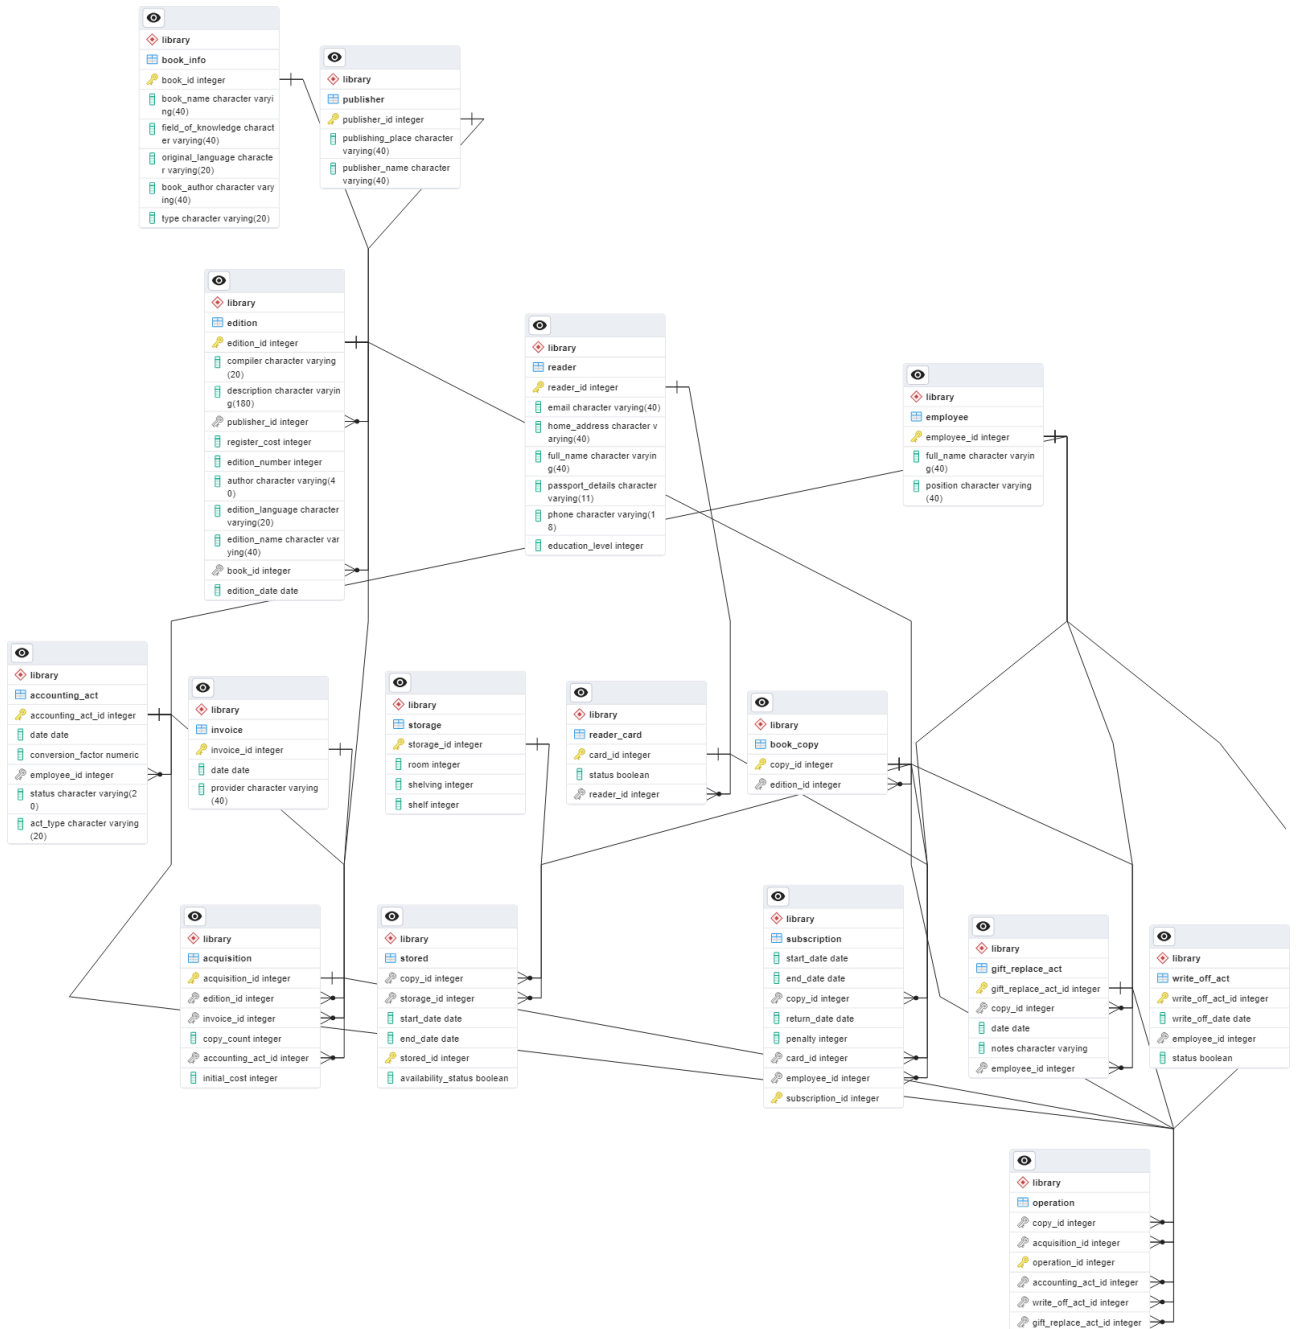 library
book_info
book_id integer
book_name character varyi
ng(40)
field_of_knowledge charact
er varying(40)
original_language characte
r varying(20)
book_author character vary
ing(40)
type character varying(20)
library
publisher
publisher_id integer
publishing_place character
varying(40)
publisher_name character
varying(40)
library
edition
edition_id integer
compiler character varying
(20)
description character varyin
g(180)
publisher_id integer
register_cost integer
edition_number integer
author character varying(4
0)
edition_language character
varying(20)
edition_name character var
ying(40)
book_id integer
edition_date date
library
reader
reader_id integer
email character varying(40)
home_address character v
arying(40)
full_name character varyin
g(40)
passport_details character
varying(11)
phone character varying(1
8)
education_level integer
library
employee
employee_id integer
full_name character varyin
g(40)
position character varying
(40)
library
accounting_act
accounting_act_id integer
date date
conversion_factor numeric
employee_id integer
status character varying(2
0)
act_type character varying
(20)
library
invoice
invoice_id integer
date date
provider character varying
(40)
library
storage
storage_id integer
room integer
shelving integer
shelf integer
library
reader_card
card_id integer
status boolean
reader_id integer
library
book_copy
copy_id integer
edition_id integer
library
acquisition
acquisition_id integer
edition_id integer
invoice_id integer
copy_count integer
accounting_act_id integer
initial_cost integer
library
stored
copy_id integer
storage_id integer
start_date date
end_date date
stored_id integer
availability_status boolean
library
subscription
start_date date
end_date date
copy_id integer
return_date date
penalty integer
card_id integer
employee_id integer
subscription_id integer
library
gift_replace_act
gift_replace_act_id integer
copy_id integer
date date
notes character varying
employee_id integer
library
write_off_act
write_off_act_id integer
write_off_date date
employee_id integer
status boolean
library
operation
copy_id integer
acquisition_id integer
operation_id integer
accounting_act_id integer
write_off_act_id integer
gift_replace_act_id integer